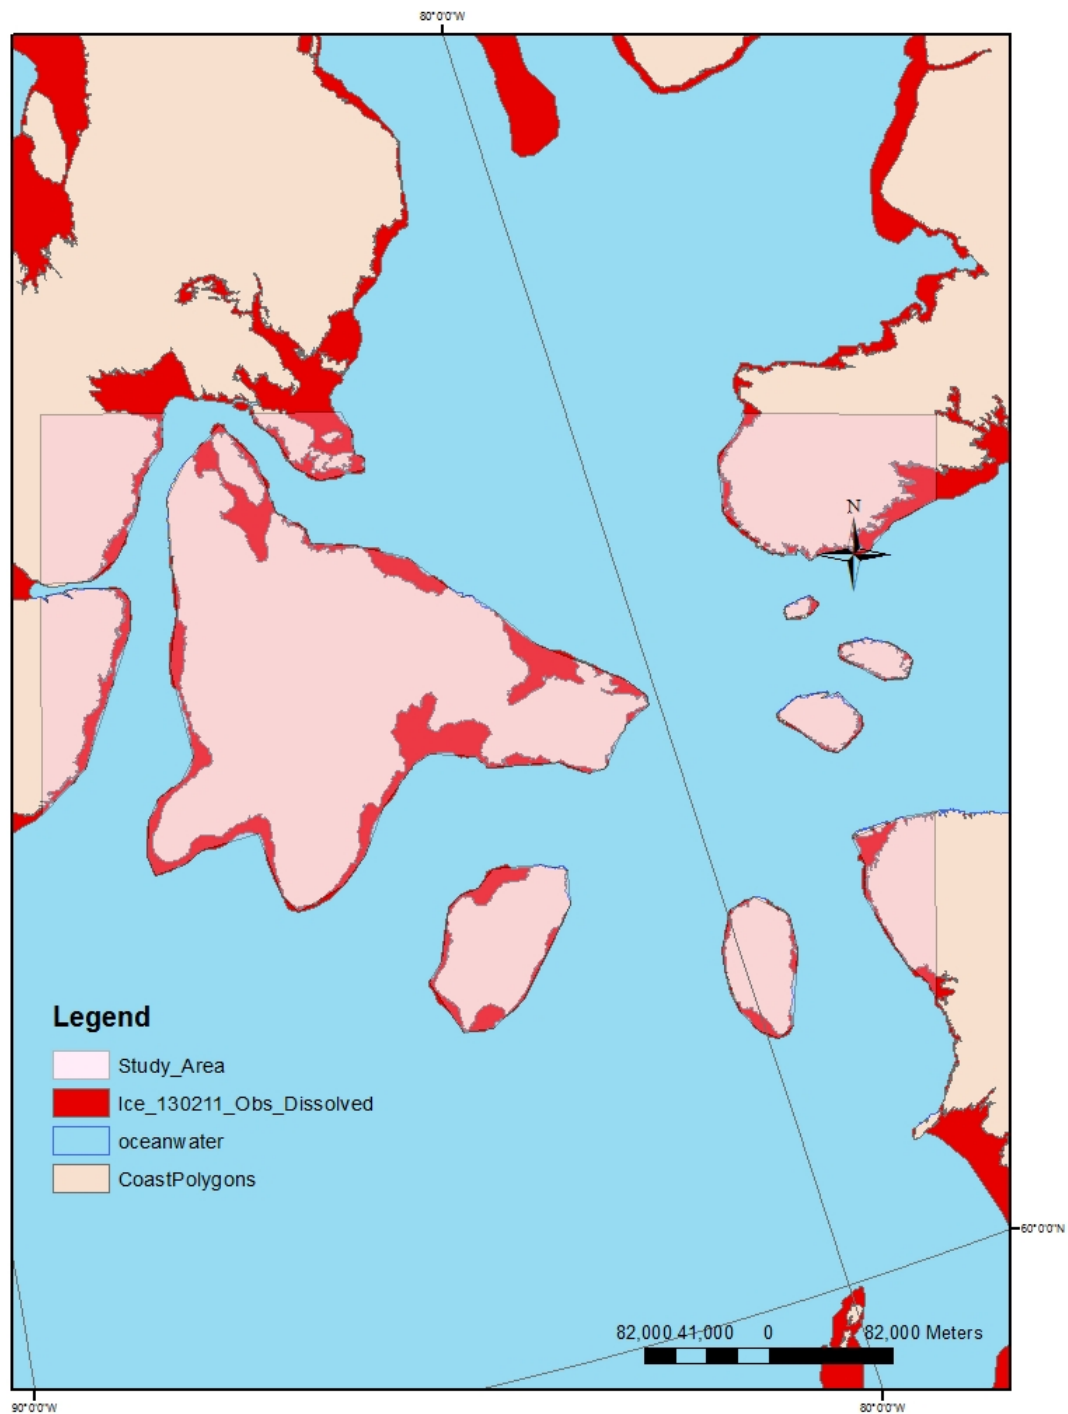 80°0'0"W
N
Legend
Study_Area
Ice_130211_Obs_Dissolved
oceanwater
CoastPolygons
60°0'0"N
82,000 41,000 0 82,000 Meters
90°0'0"W 80°0'0"W